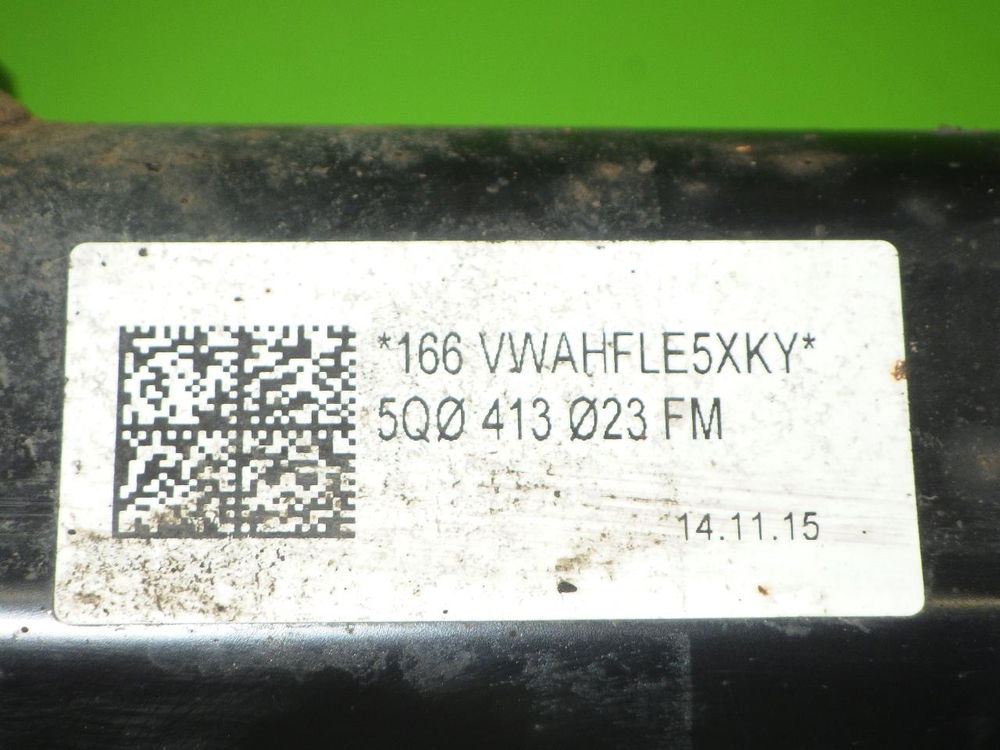 *166 VWAHFLE5XKY*
5QØ 413 Ø23 FM
14.11.15